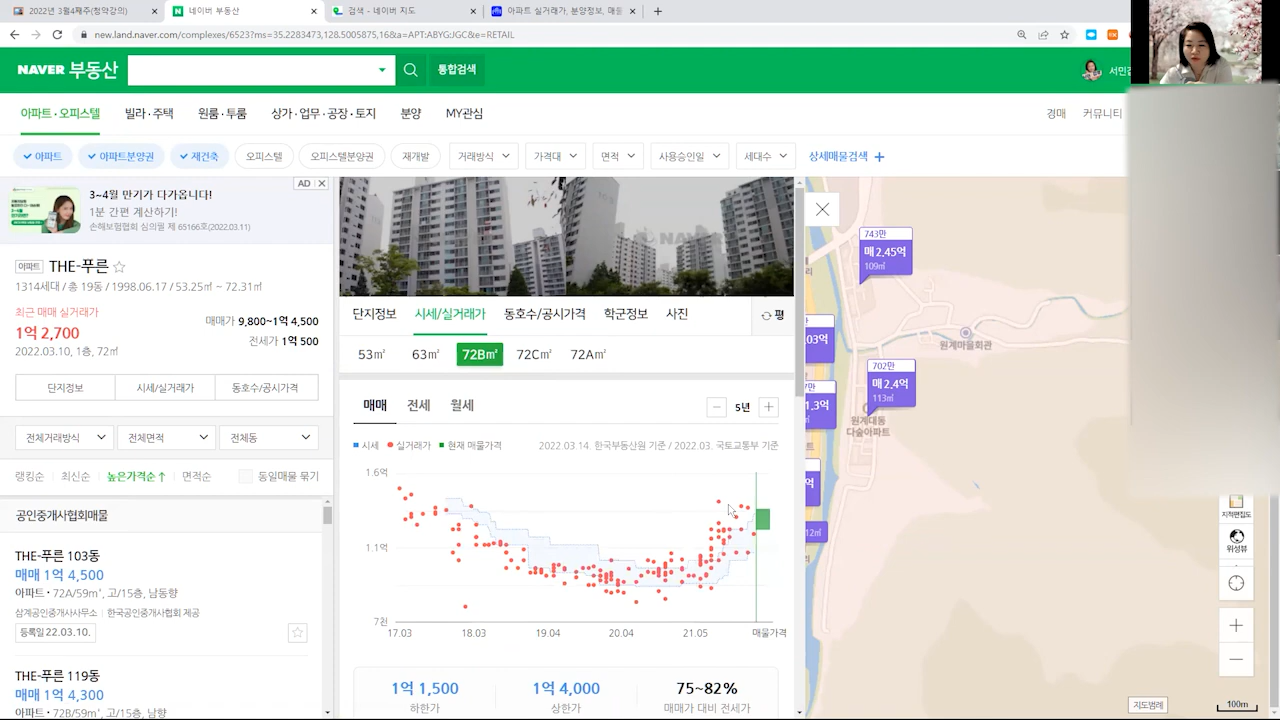 2022년 3월4째주(청약강의)
네이버 부동산
검색 - 네이버 지도
아파트 실거래가, 분양정보, 매물
new.land.naver.com/complexes/6523?ms=35.2283473,128.5005875,16&a=APT:ABYG:JGC&e=RETAIL
NAVER 부동산
통합검색
아파트·오피스텔
빌라·주택
원룸·투룸
상가·업무·공장·토지
분양
MY관심
경매
커뮤니티
아파트
아파트분양권
재건축
오피스텔
오피스텔분양권
재개발
거래방식
가격대
면적
사용승인일
세대수
상세매물검색
AD
3~4월 만기가 다가옵니다!
1분 간편 계산하기!
손해보험협회 심의필 제 65166호(2022.03.11)
아파트 THE-푸른
1314세대 / 총 19동 / 1998.06.17 / 53.25㎡ ~ 72.31㎡
최근 매매 실거래가
1억 2,700
2022.03.10, 1층, 72㎡
매매가 9,800~1억 4,500
전세가 1억 500
단지정보
시세/실거래가
동호수/공시가격
전체거래방식
전체면적
전체동
랭킹순
최신순
높은가격순↑
면적순
동일매물 묶기
공인중개사협회매물
THE-푸른 103동
매매 1억 4,500
아파트 · 72A/59㎡, 고/15층, 남동향
삼계공인중개사사무소
한국공인중개사협회 제공
등록일 22.03.10.
THE-푸른 119동
매매 1억 4,300
아파트 · 72B/59㎡, 고/15층, 남향
NAVER
단지정보
시세/실거래가
동호수/공시가격
학군정보
사진
평
53㎡
63㎡
72B㎡
72C㎡
72A㎡
매매
전세
월세
5년
시세
실거래가
현재 매물가격
2022.03.14. 한국부동산원 기준 / 2022.03. 국토교통부 기준
1.6억
1.1억
7천
17.03
18.03
19.04
20.04
21.05
매물가격
1억 1,500
하한가
1억 4,000
상한가
75~82%
매매가 대비 전세가
743만
매 2.45억
109㎡
702만
매 2.4억
113㎡
원계마을회관
원계대동
다숲아파트
지적편집도
위성뷰
지도범례
100m